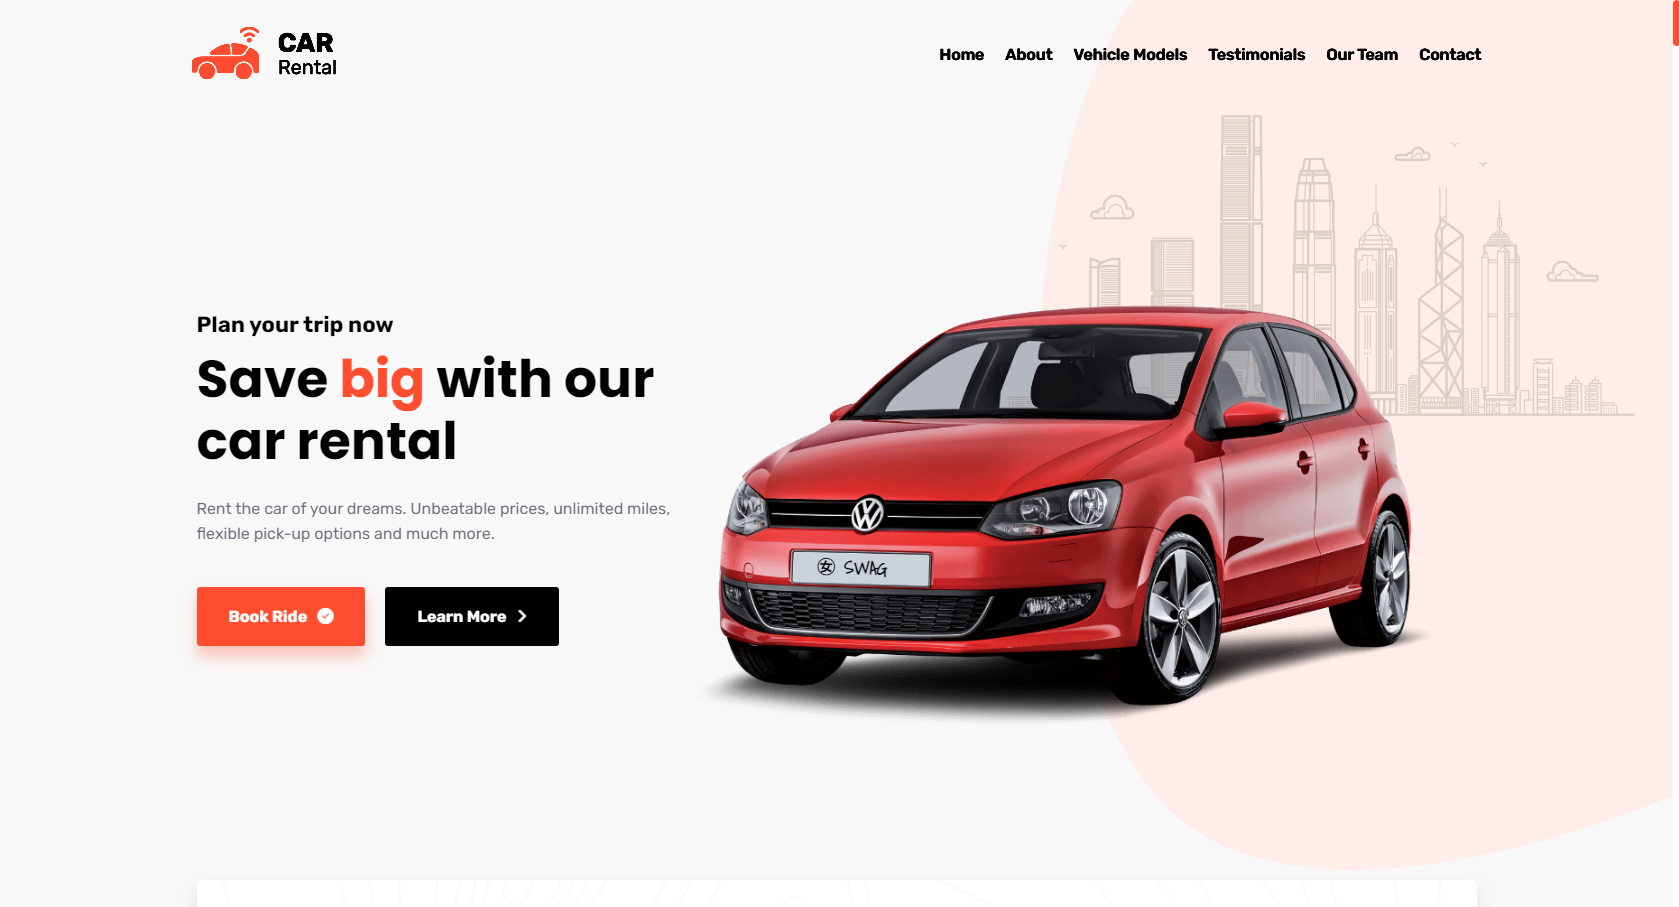 CAR
Rental
Home About Vehicle Models Testimonials Our Team Contact
Plan your trip now
Save big with our
car rental
Rent the car of your dreams. Unbeatable prices, unlimited miles,
flexible pick-up options and much more.
Book Ride
Learn More
女 SWAG